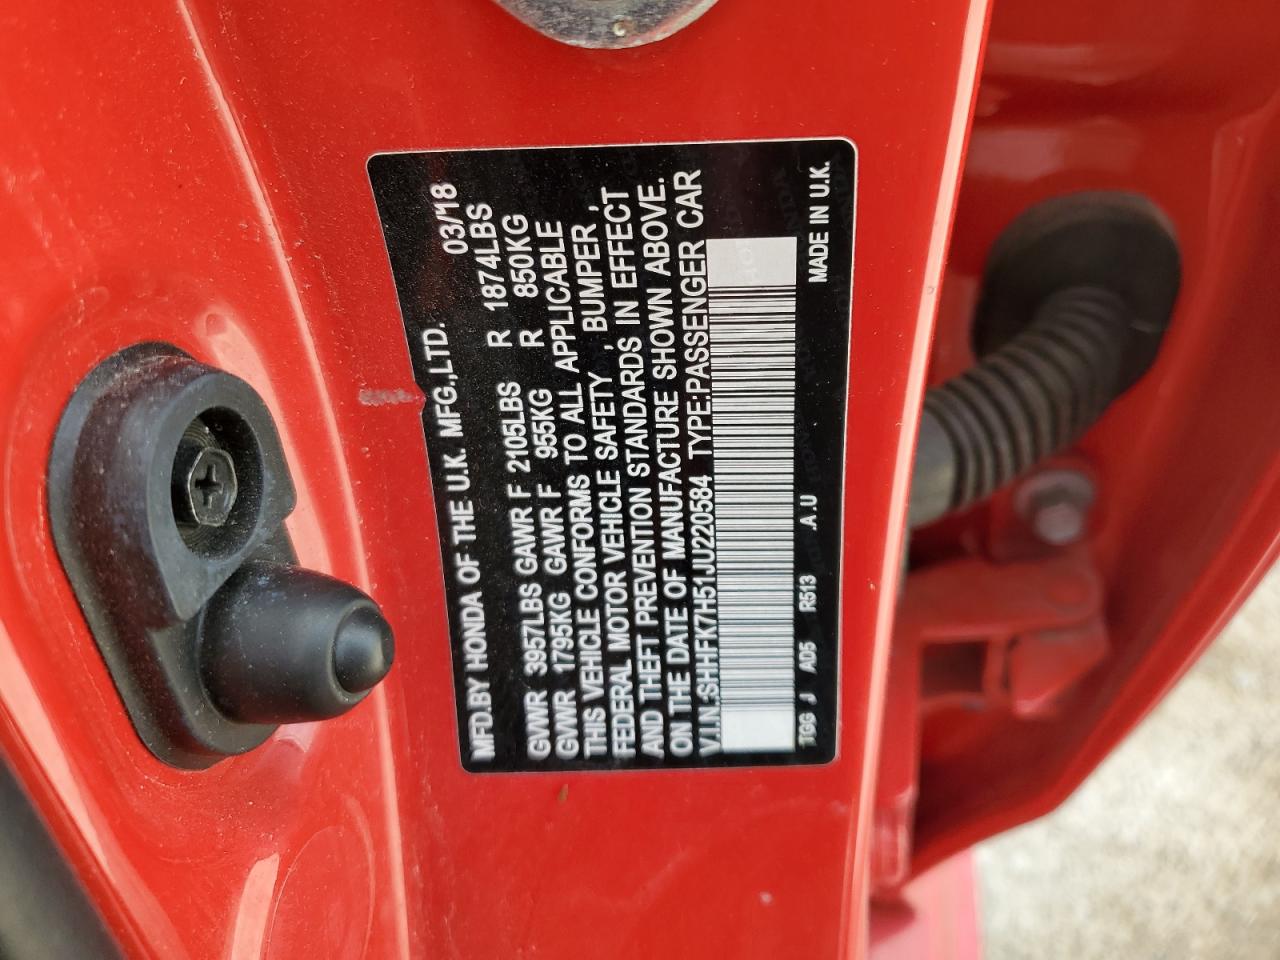 MFD.BY HONDA OF THE U.K. MFG.,LTD. 03/18
GVWR 3957LBS GAWR F 2105LBS R 1874LBS
GVWR 1795KG GAWR F 955KG R 850KG
THIS VEHICLE CONFORMS TO ALL APPLICABLE
FEDERAL MOTOR VEHICLE SAFETY, BUMPER,
AND THEFT PREVENTION STANDARDS IN EFFECT
ON THE DATE OF MANUFACTURE SHOWN ABOVE.
V.I.N.:SHHFK7H51JU220584 TYPE:PASSENGER CAR
TGG J AD5 R513 .A.U MADE IN U.K.